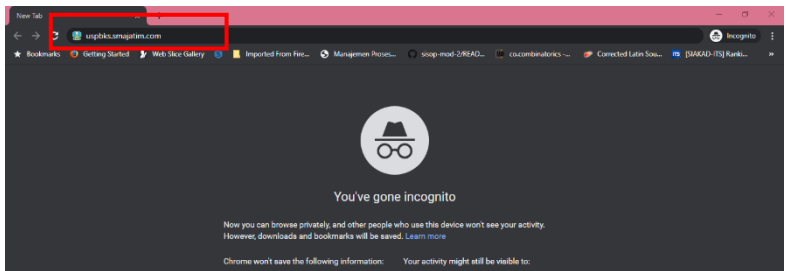 New Tab
uspbks.smajatim.com
Incognito
Bookmarks Getting Started Web Slice Gallery Imported From Fire... Manajemen Proses... sisop-mod-2/READ... co.combinatorics -... Corrected Latin Squ... [SIAKAD-ITS] Ranki... »
You've gone incognito
Now you can browse privately, and other people who use this device won't see your activity.
However, downloads and bookmarks will be saved. Learn more
Chrome won't save the following information: Your activity might still be visible to: